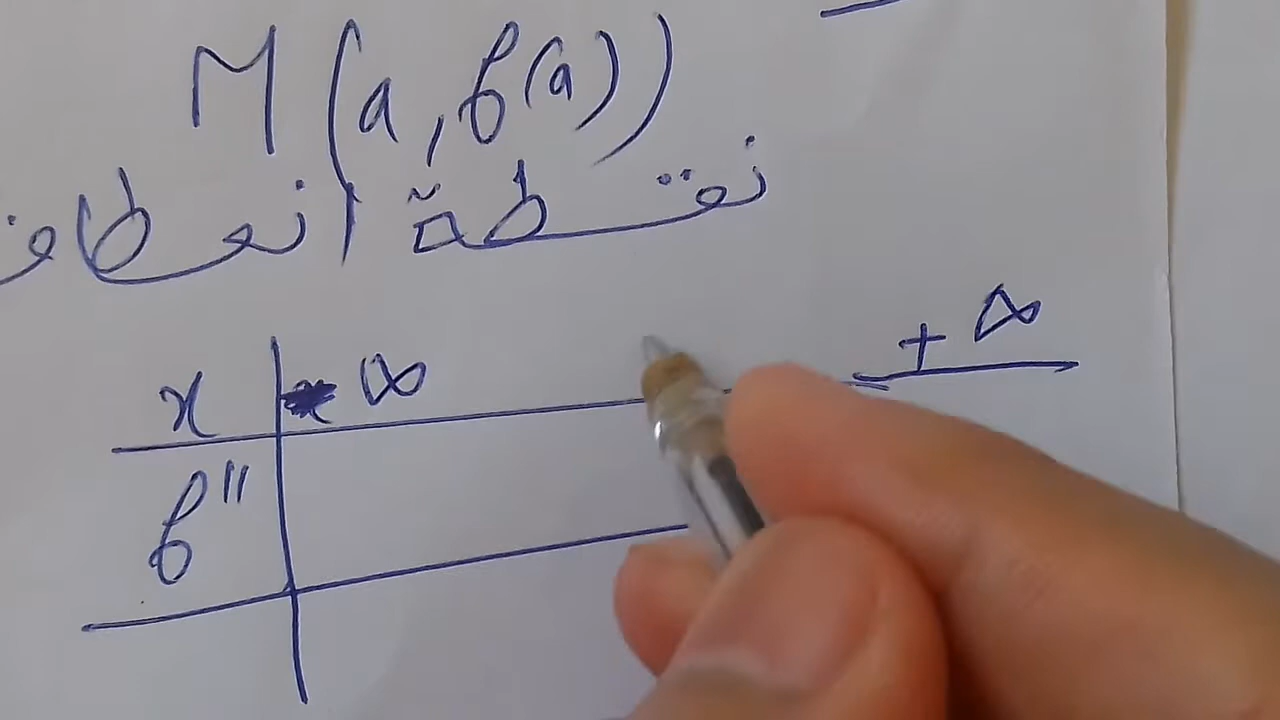 M(a, f(a))
نقطة انعطاف
x -∞ +∞
f''